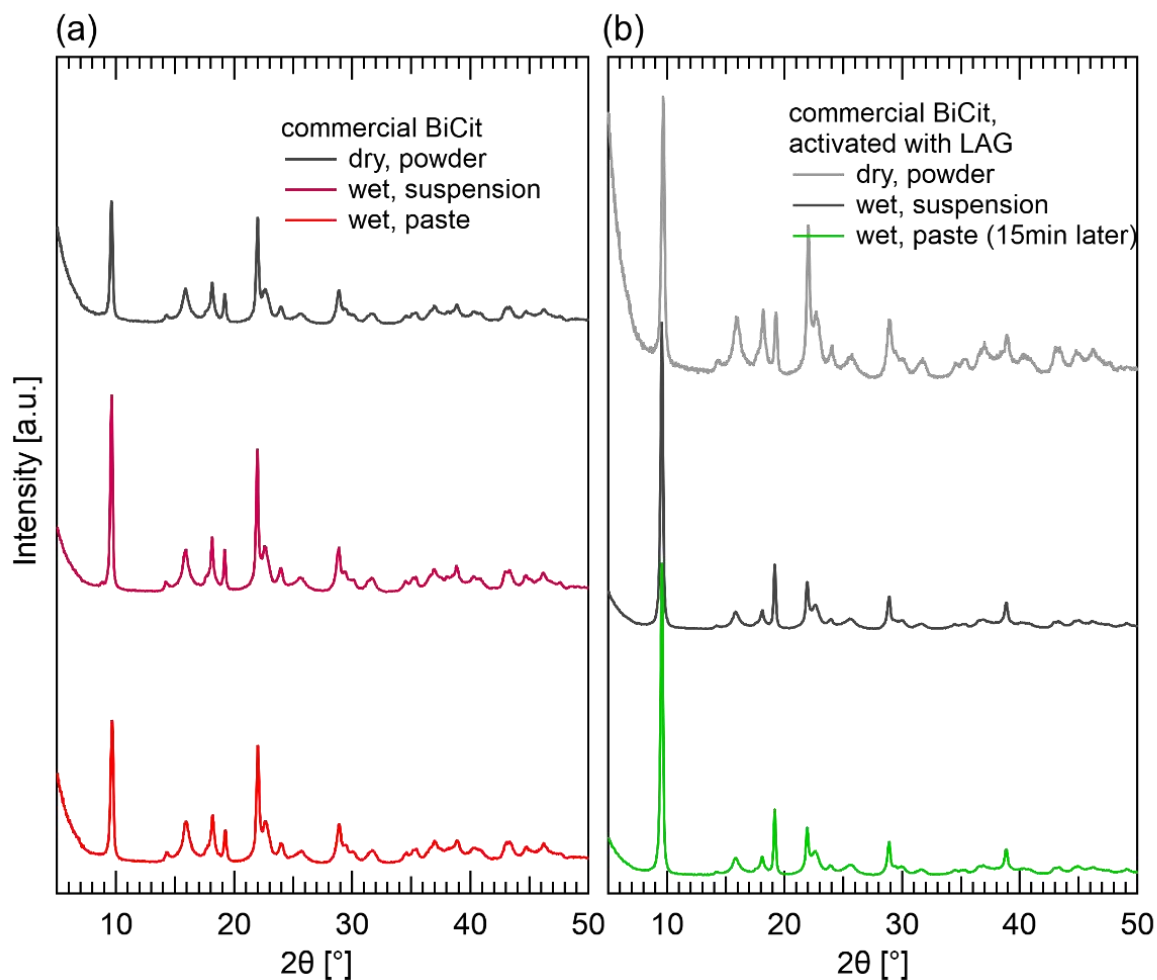 (a)
commercial BiCit
dry, powder
wet, suspension
wet, paste
Intensity [a.u.]
10 20 30 40 50
2θ [°]
(b)
commercial BiCit,
activated with LAG
dry, powder
wet, suspension
wet, paste (15min later)
10 20 30 40 50
2θ [°]